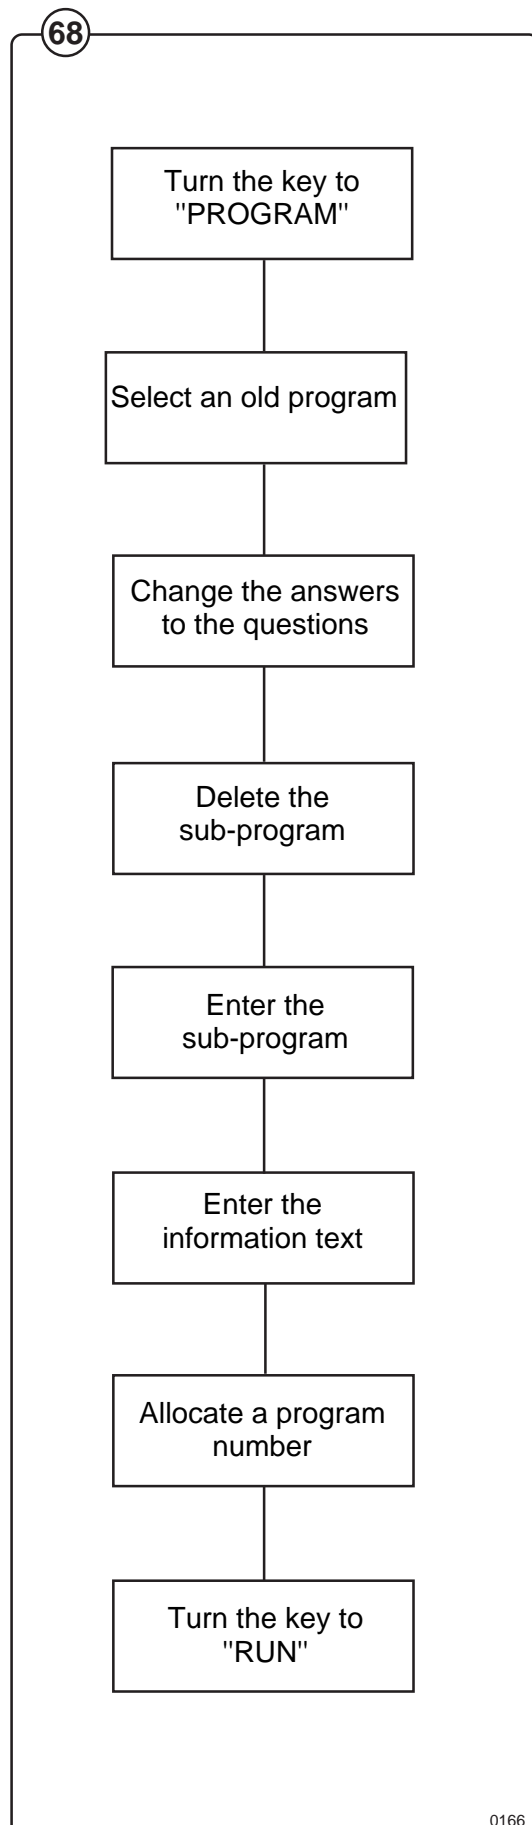 68
Turn the key to
"PROGRAM"
Select an old program
Change the answers
to the questions
Delete the
sub-program
Enter the
sub-program
Enter the
information text
Allocate a program
number
Turn the key to
"RUN"
0166